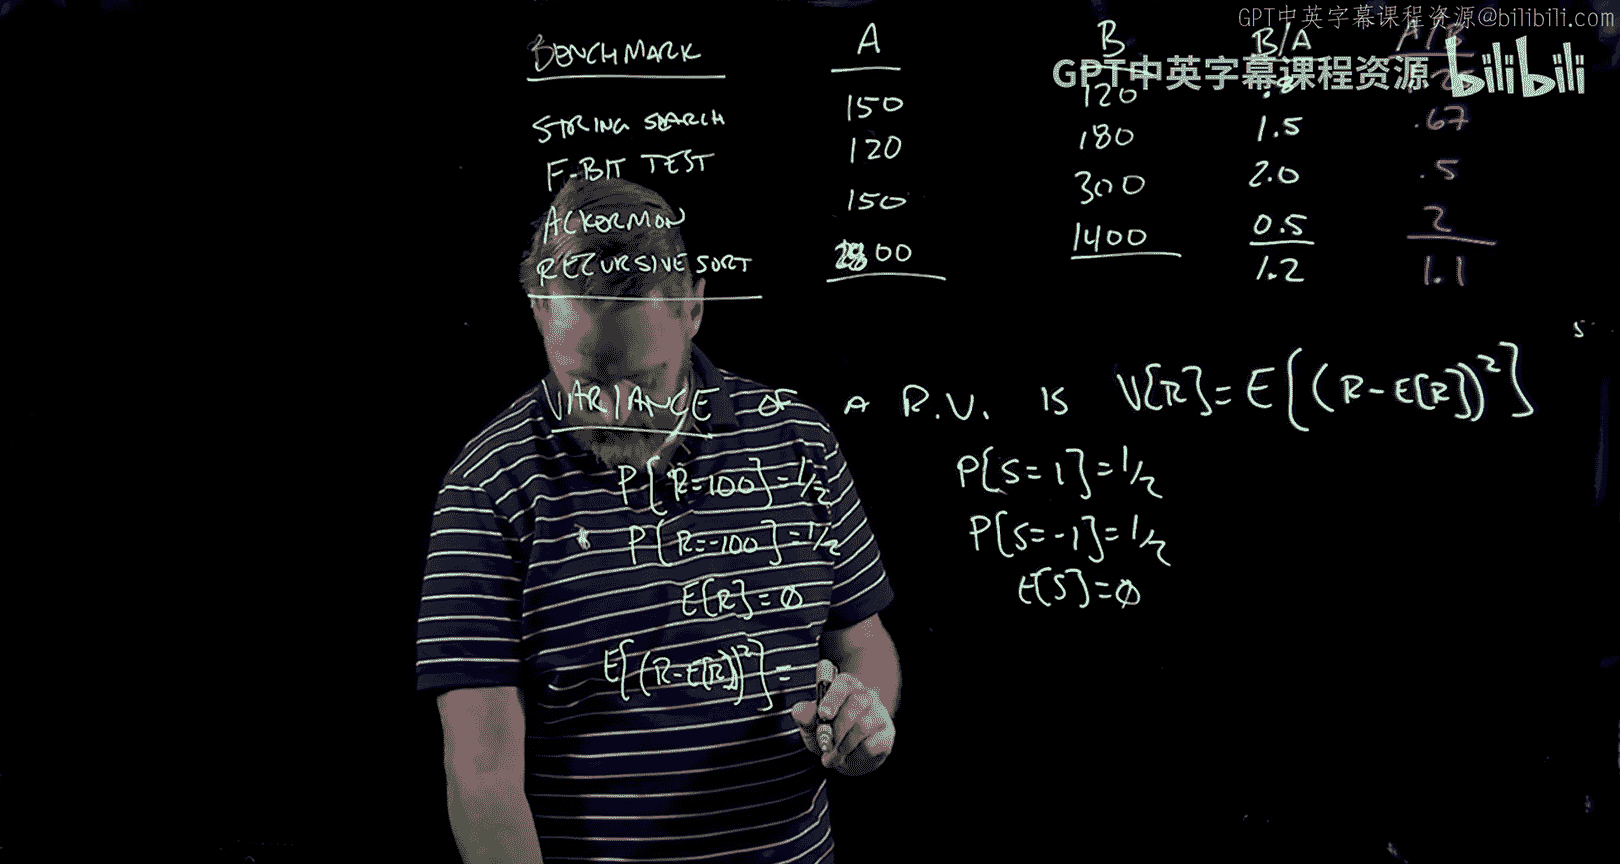 GPT中英字幕课程资源@bilibili.com
GPT中英字幕课程资源 bilibili
BENCHMARK A B B/A A/B
STRING SEARCH 150 120
F-BIT TEST 120 180 1.5 .67
ACKERMON 150 300 2.0 .5
RECURSIVE SORT 00 1400 0.5 2
1.2 1.1
VARIANCE OF A R.V. IS V[R]=E[(R-E[R])²]
P[R=100]=1/2 P[S=1]=1/2
P[R=-100]=1/2 P[S=-1]=1/2
E[R]=0 E[S]=0
E[(R-E[R])²]=